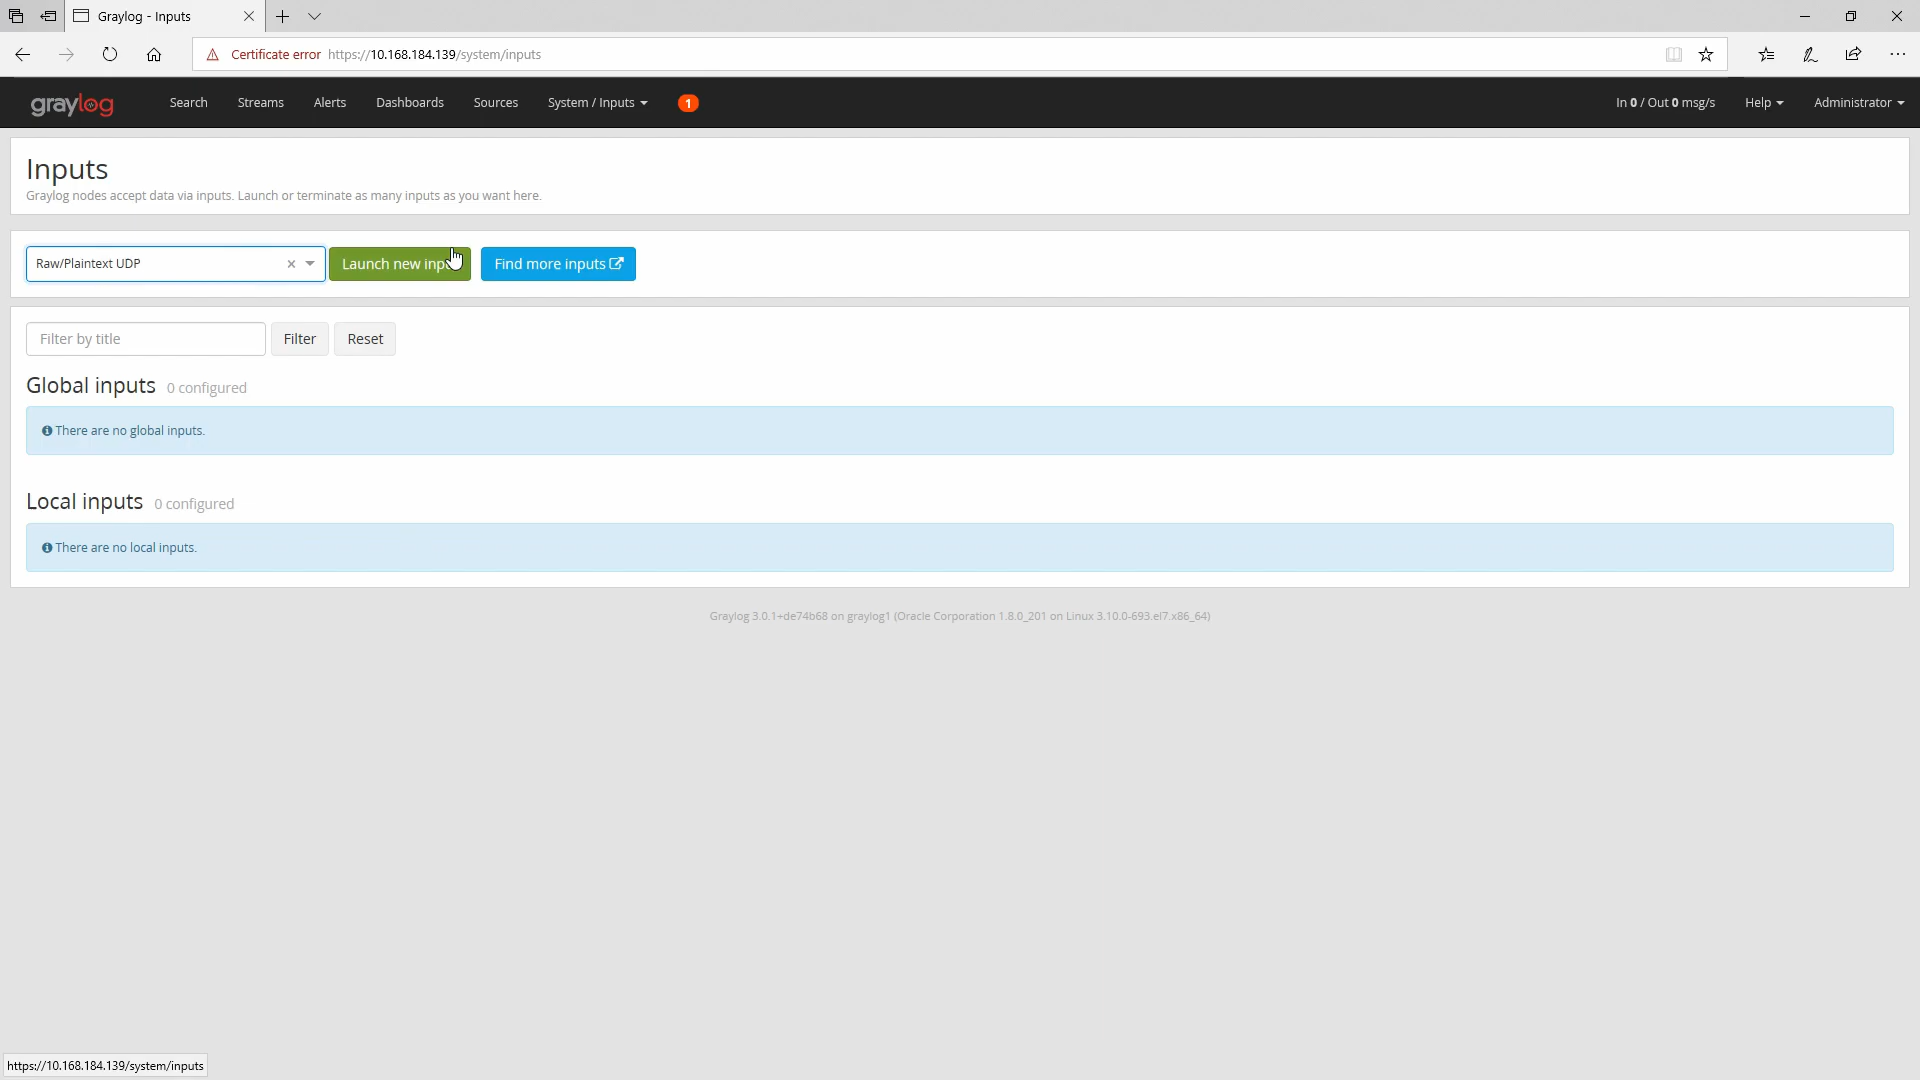 Graylog - Inputs
Certificate error https://10.168.184.139/system/inputs
graylog Search Streams Alerts Dashboards Sources System / Inputs 1 In 0 / Out 0 msg/s Help Administrator
Inputs
Graylog nodes accept data via inputs. Launch or terminate as many inputs as you want here.
Raw/Plaintext UDP × Launch new inp Find more inputs
Filter by title Filter Reset
Global inputs 0 configured
There are no global inputs.
Local inputs 0 configured
There are no local inputs.
Graylog 3.0.1+de74b68 on graylog1 (Oracle Corporation 1.8.0_201 on Linux 3.10.0-693.el7.x86_64)
https://10.168.184.139/system/inputs